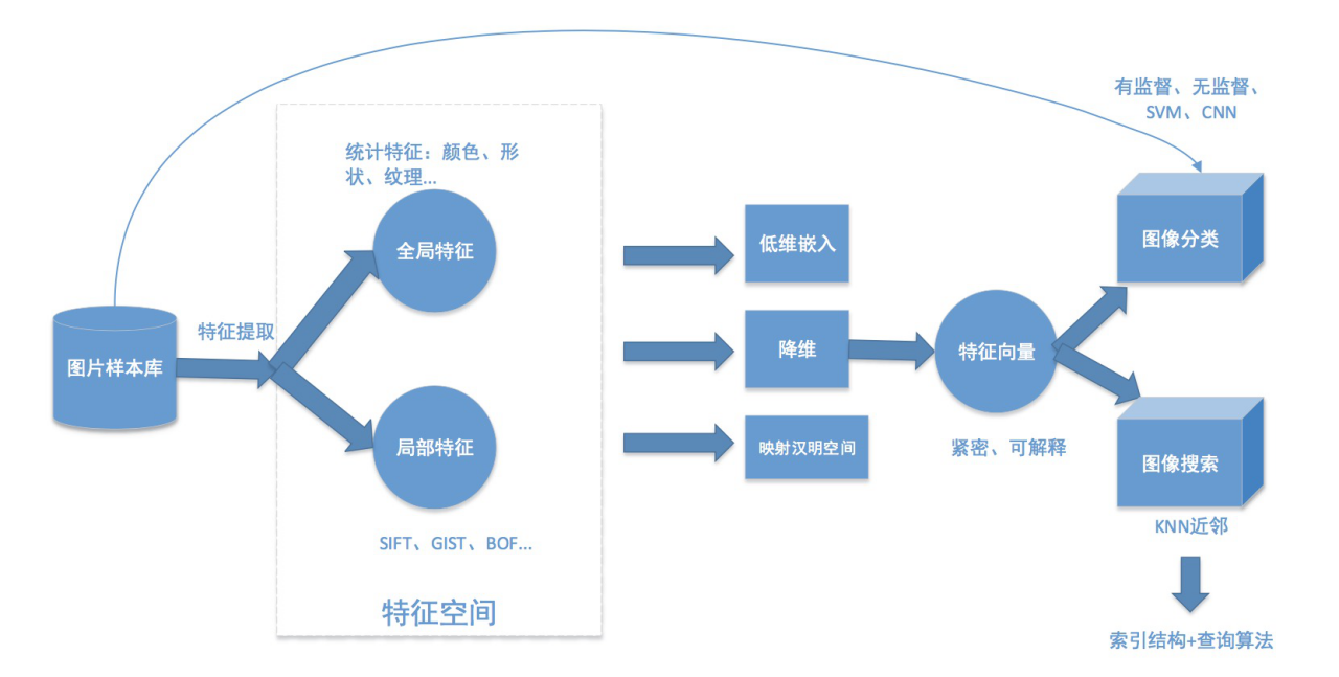 有监督、无监督、
SVM、CNN
统计特征：颜色、形
状、纹理...
全局特征
低维嵌入
图像分类
特征提取
图片样本库
降维
特征向量
局部特征
映射汉明空间
紧密、可解释
图像搜索
SIFT、GIST、BOF...
KNN近邻
特征空间
索引结构+查询算法